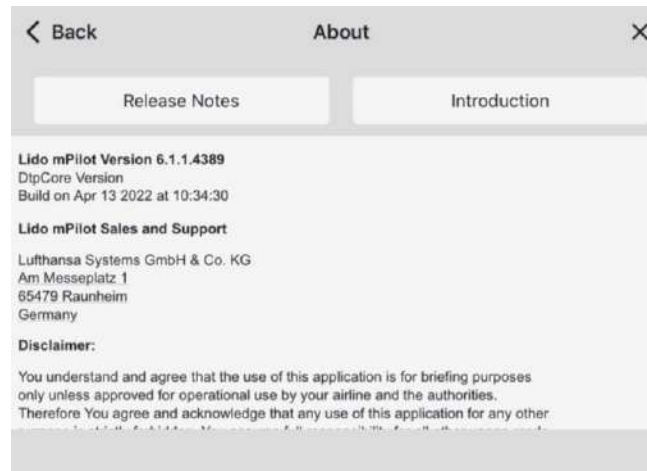 Back
About
Release Notes
Introduction
Lido mPilot Version 6.1.1.4389
DtpCore Version
Build on Apr 13 2022 at 10:34:30
Lido mPilot Sales and Support
Lufthansa Systems GmbH & Co. KG
Am Messeplatz 1
65479 Raunheim
Germany
Disclaimer:
You understand and agree that the use of this application is for briefing purposes
only unless approved for operational use by your airline and the authorities.
Therefore You agree and acknowledge that any use of this application for any other